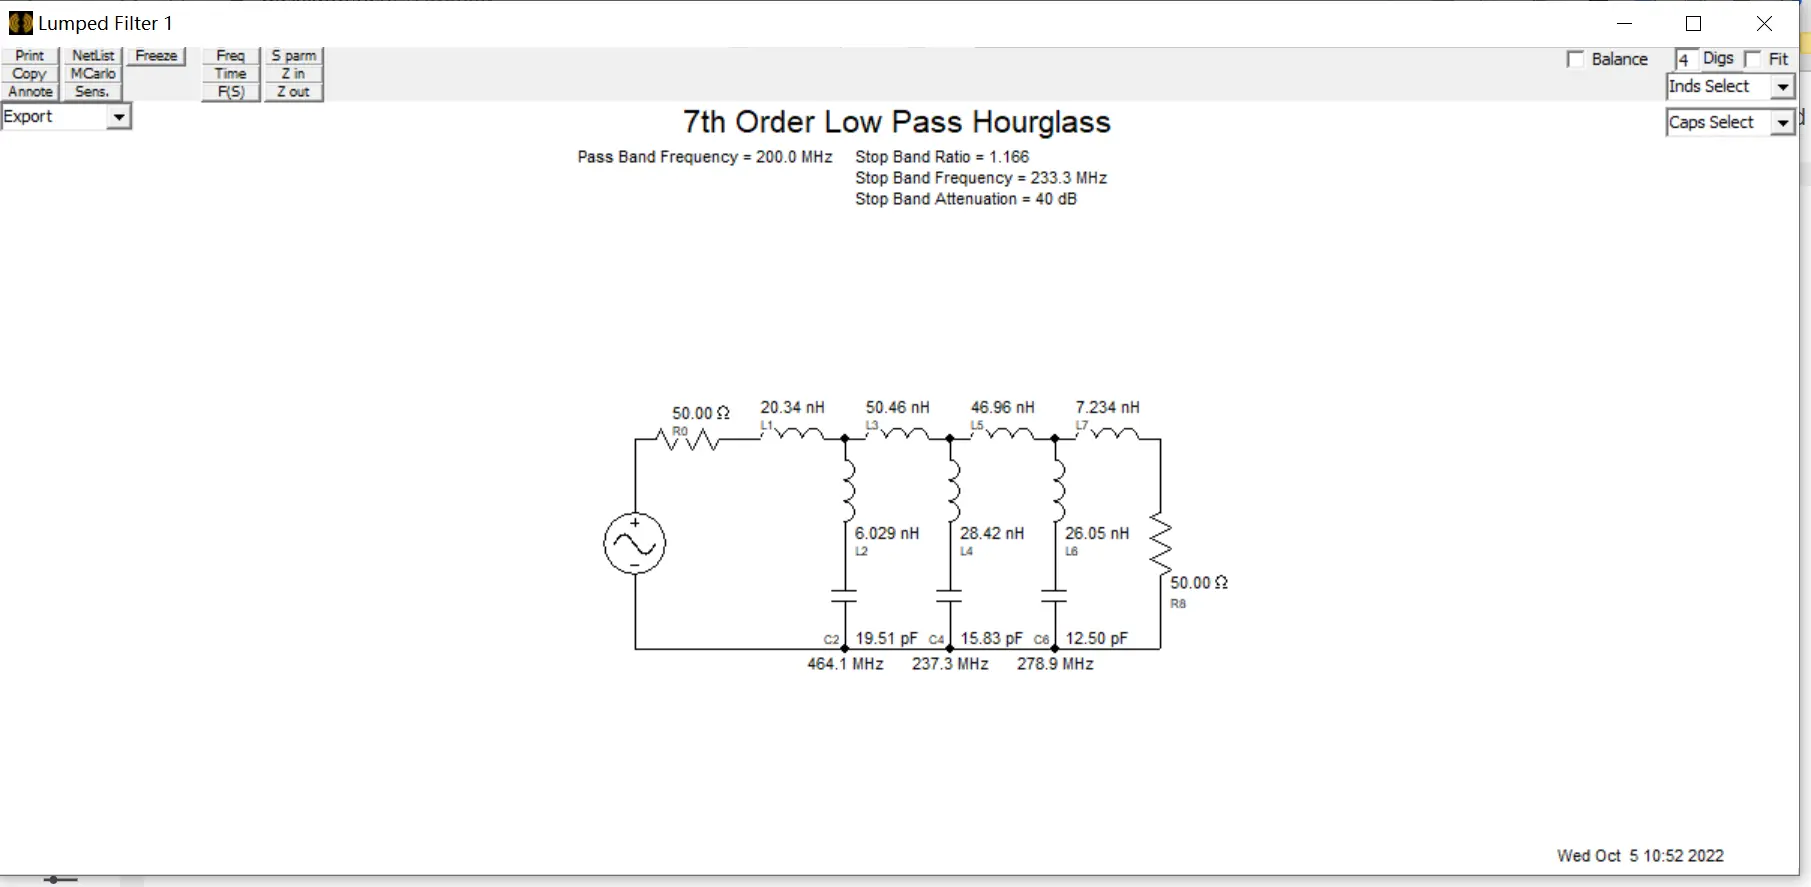 Lumped Filter 1
Print NetList Freeze Freq S parm
Copy MCarlo Time Z in
Annote Sens. F(S) Z out
Export
Balance 4 Digs Fit
Inds Select
Caps Select
7th Order Low Pass Hourglass
Pass Band Frequency = 200.0 MHz Stop Band Ratio = 1.166
Stop Band Frequency = 233.3 MHz
Stop Band Attenuation = 40 dB
50.00 Ω 20.34 nH 50.46 nH 46.96 nH 7.234 nH
R0 L1 L3 L5 L7
+
6.029 nH 28.42 nH 26.05 nH
L2 L4 L6
−
50.00 Ω
R8
C2 19.51 pF C4 15.83 pF C6 12.50 pF
464.1 MHz 237.3 MHz 278.9 MHz
Wed Oct 5 10:52 2022